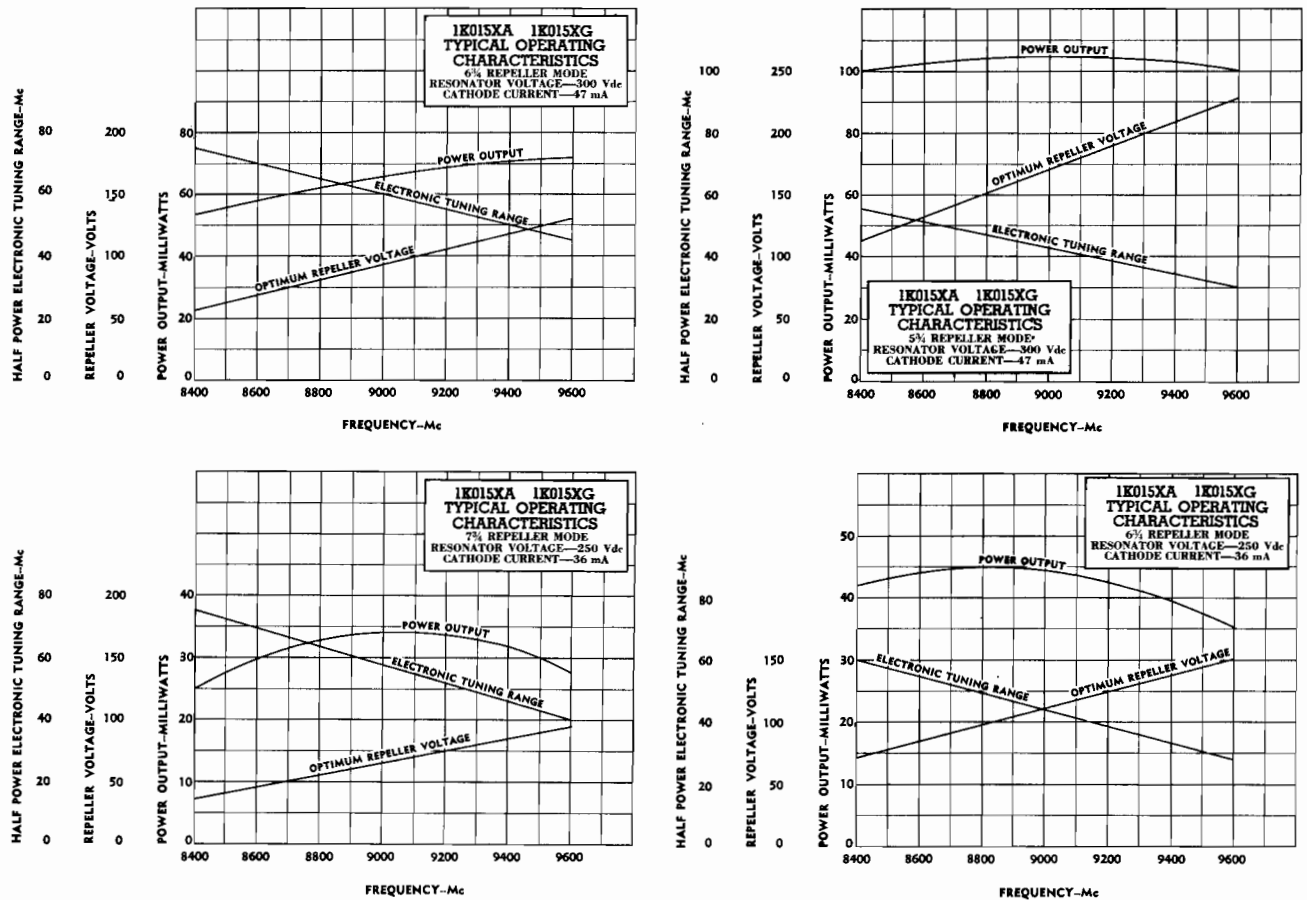 1K015XA 1K015XG
TYPICAL OPERATING
CHARACTERISTICS
6¾ REPELLER MODE
RESONATOR VOLTAGE—300 Vdc
CATHODE CURRENT—47 mA
HALF POWER ELECTRONIC TUNING RANGE–Mc
80
60
40
20
0
REPELLER VOLTAGE–VOLTS
200
150
100
50
0
POWER OUTPUT–MILLIWATTS
80
60
40
20
0
POWER OUTPUT
ELECTRONIC TUNING RANGE
OPTIMUM REPELLER VOLTAGE
8400 8600 8800 9000 9200 9400 9600
FREQUENCY–Mc
HALF POWER ELECTRONIC TUNING RANGE–Mc
100
80
60
40
20
0
REPELLER VOLTAGE–VOLTS
250
200
150
100
50
0
POWER OUTPUT–MILLIWATTS
100
80
60
40
20
0
POWER OUTPUT
OPTIMUM REPELLER VOLTAGE
ELECTRONIC TUNING RANGE
1K015XA 1K015XG
TYPICAL OPERATING
CHARACTERISTICS
5¾ REPELLER MODE
RESONATOR VOLTAGE—300 Vdc
CATHODE CURRENT—47 mA
8400 8600 8800 9000 9200 9400 9600
FREQUENCY–Mc
1K015XA 1K015XG
TYPICAL OPERATING
CHARACTERISTICS
7¾ REPELLER MODE
RESONATOR VOLTAGE—250 Vdc
CATHODE CURRENT—36 mA
HALF POWER ELECTRONIC TUNING RANGE–Mc
80
60
40
20
0
REPELLER VOLTAGE–VOLTS
200
150
100
50
0
POWER OUTPUT–MILLIWATTS
40
30
20
10
0
POWER OUTPUT
ELECTRONIC TUNING RANGE
OPTIMUM REPELLER VOLTAGE
8400 8600 8800 9000 9200 9400 9600
FREQUENCY–Mc
1K015XA 1K015XG
TYPICAL OPERATING
CHARACTERISTICS
6¾ REPELLER MODE
RESONATOR VOLTAGE—250 Vdc
CATHODE CURRENT—36 mA
HALF POWER ELECTRONIC TUNING RANGE–Mc
80
60
40
20
0
REPELLER VOLTAGE–VOLTS
150
100
50
0
POWER OUTPUT–MILLIWATTS
50
40
30
20
10
0
POWER OUTPUT
ELECTRONIC TUNING RANGE
OPTIMUM REPELLER VOLTAGE
8400 8600 8800 9000 9200 9400 9600
FREQUENCY–Mc